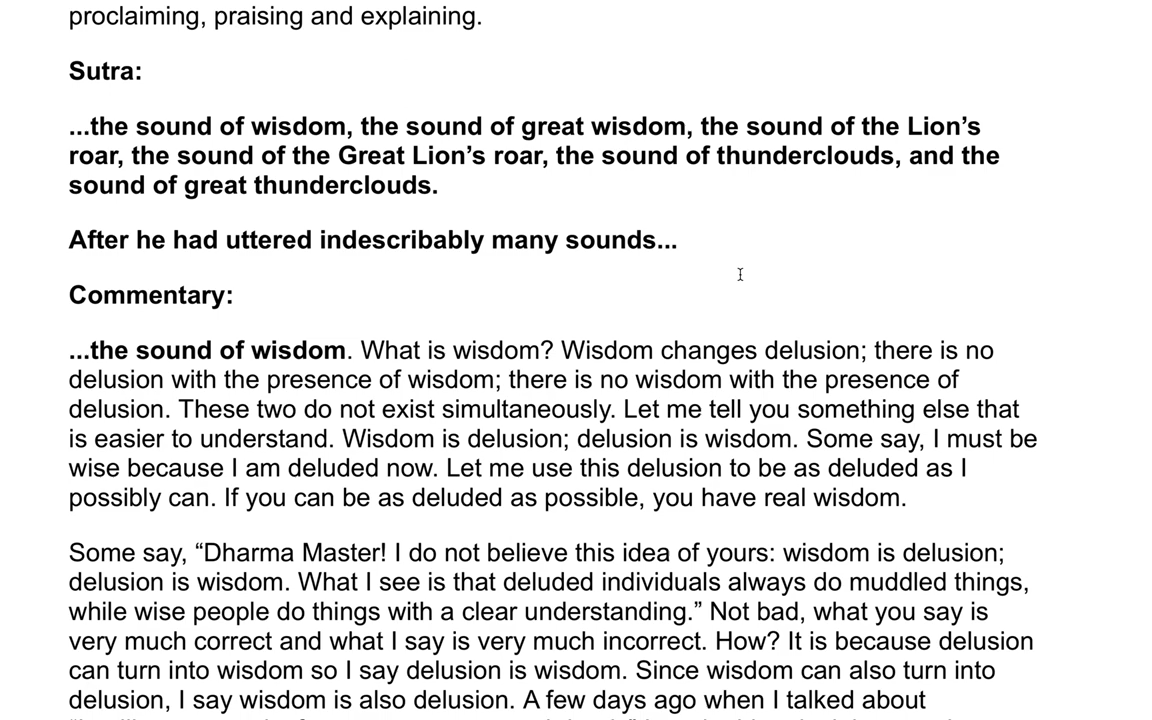 proclaiming, praising and explaining.
Sutra:
...the sound of wisdom, the sound of great wisdom, the sound of the Lion’s
roar, the sound of the Great Lion’s roar, the sound of thunderclouds, and the
sound of great thunderclouds.
After he had uttered indescribably many sounds...
Commentary:
...the sound of wisdom. What is wisdom? Wisdom changes delusion; there is no
delusion with the presence of wisdom; there is no wisdom with the presence of
delusion. These two do not exist simultaneously. Let me tell you something else that
is easier to understand. Wisdom is delusion; delusion is wisdom. Some say, I must be
wise because I am deluded now. Let me use this delusion to be as deluded as I
possibly can. If you can be as deluded as possible, you have real wisdom.
Some say, “Dharma Master! I do not believe this idea of yours: wisdom is delusion;
delusion is wisdom. What I see is that deluded individuals always do muddled things,
while wise people do things with a clear understanding.” Not bad, what you say is
very much correct and what I say is very much incorrect. How? It is because delusion
can turn into wisdom so I say delusion is wisdom. Since wisdom can also turn into
delusion, I say wisdom is also delusion. A few days ago when I talked about